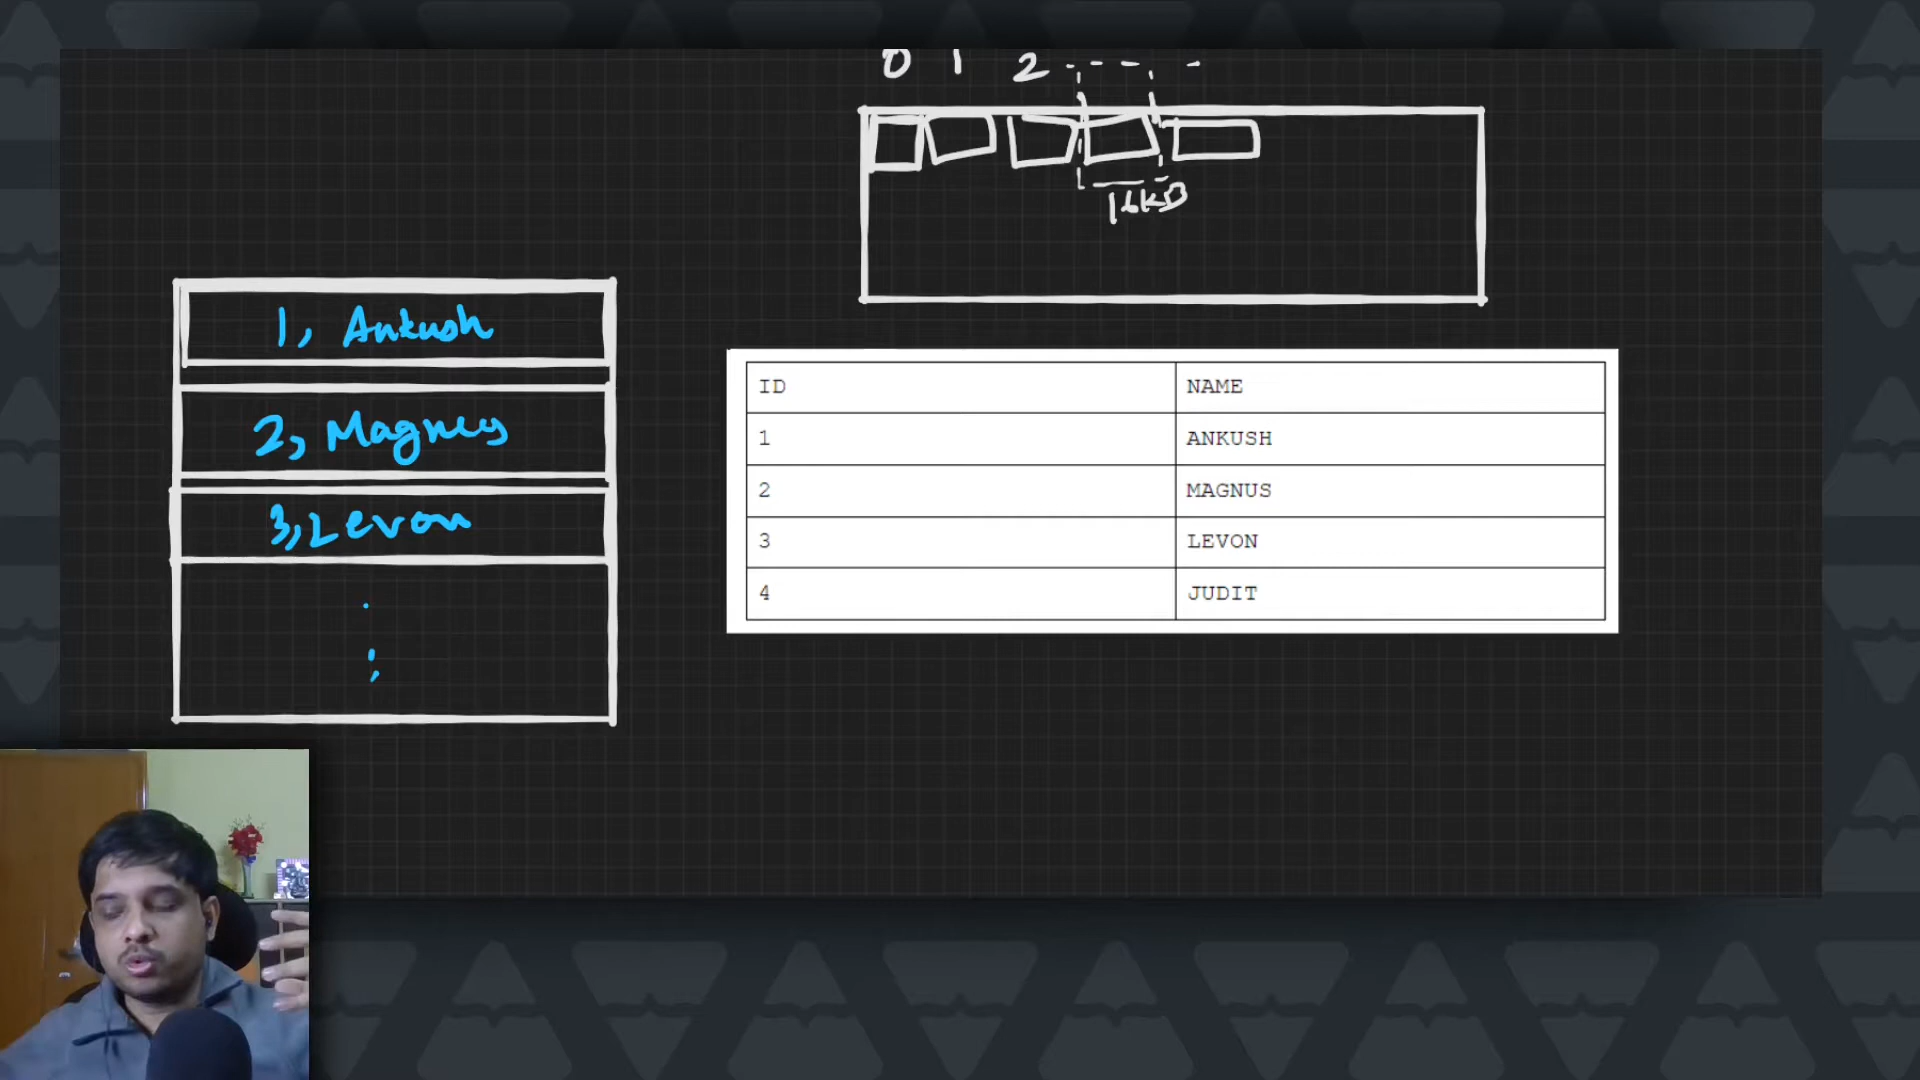 0 1 2
16KB
1, Ankush
2, Magnus
3, Levon
ID NAME
1 ANKUSH
2 MAGNUS
3 LEVON
4 JUDIT